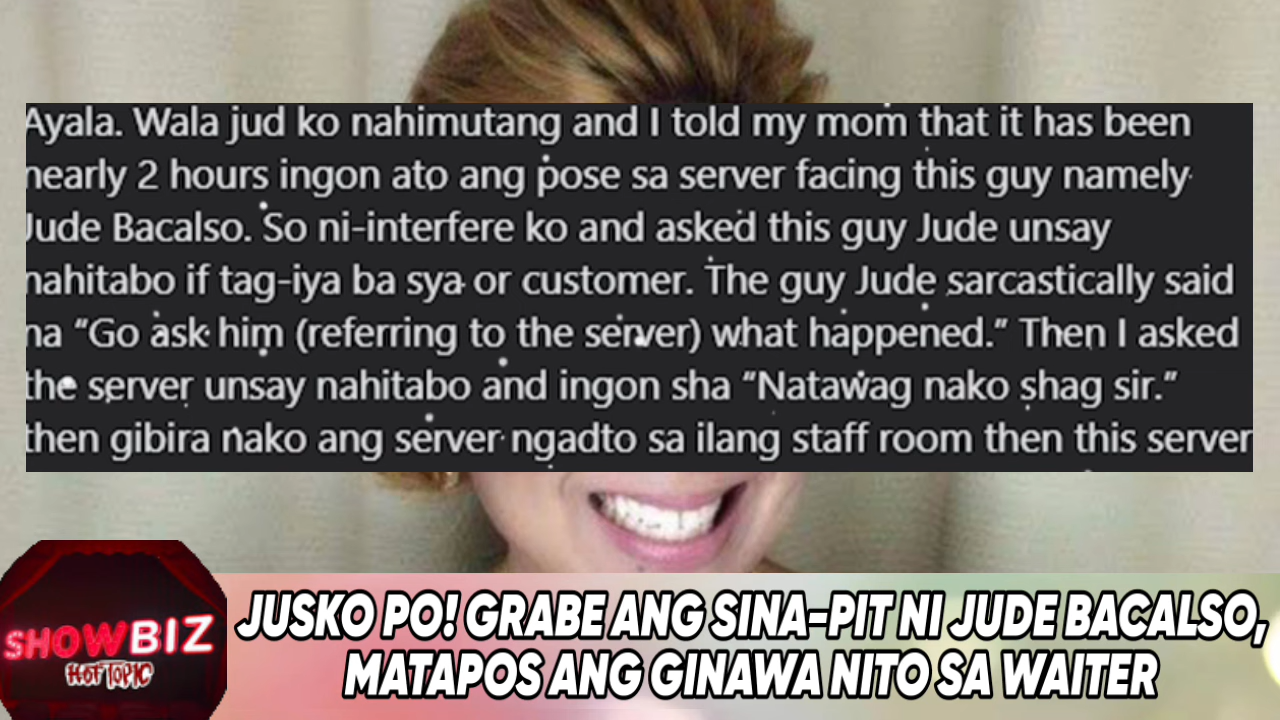 Ayala. Wala jud ko nahimutang and I told my mom that it has been
nearly 2 hours ingon ato ang pose sa server facing this guy namely
Jude Bacalso. So ni-interfere ko and asked this guy Jude unsay
nahitabo if tag-iya ba sya or customer. The guy Jude sarcastically said
na “Go ask him (referring to the server) what happened.” Then I asked
the server unsay nahitabo and ingon sha “Natawag nako shag sir.”
then gibira nako ang server ngadto sa ilang staff room then this server
SHOWBIZ
HOT TOPIC
JUSKO PO! GRABE ANG SINA-PIT NI JUDE BACALSO,
MATAPOS ANG GINAWA NITO SA WAITER